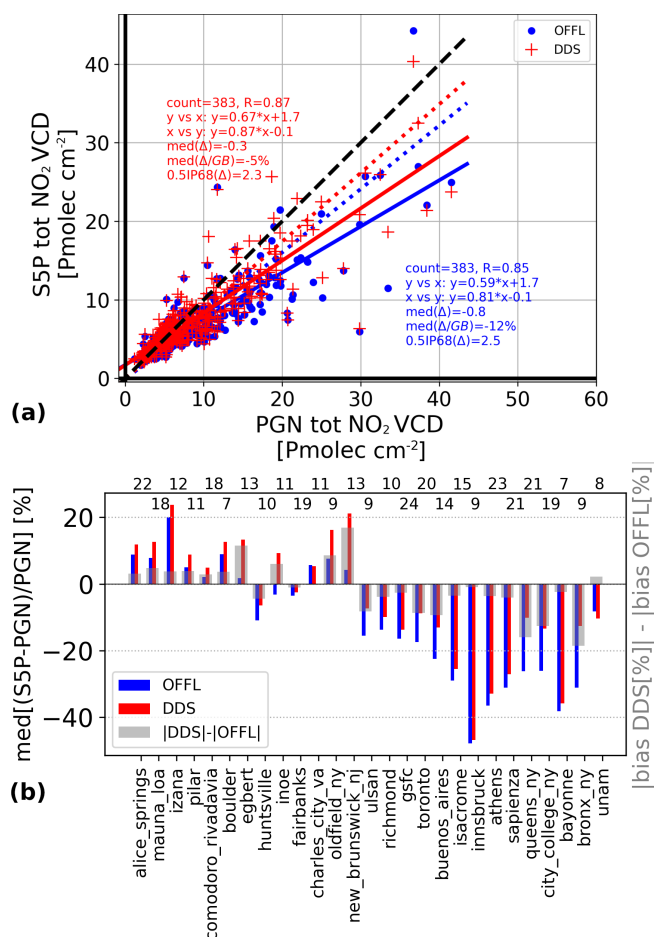 OFFL
DDS
count=383, R=0.87
y vs x: y=0.67*x+1.7
x vs y: y=0.87*x-0.1
med(Δ)=-0.3
med(Δ/GB)=-5%
0.5IP68(Δ)=2.3
count=383, R=0.85
y vs x: y=0.59*x+1.7
x vs y: y=0.81*x-0.1
med(Δ)=-0.8
med(Δ/GB)=-12%
0.5IP68(Δ)=2.5
S5P tot NO₂ VCD
[Pmolec cm⁻²]
40
30
20
10
0
0 10 20 30 40 50 60
PGN tot NO₂ VCD
[Pmolec cm⁻²]
(a)
22 12 18 13 11 11 13 10 20 15 23 21 7 8
18 11 7 10 19 9 9 24 14 9 21 19 9
med[(S5P-PGN)/PGN] [%]
20
0
−20
−40
OFFL
DDS
|DDS|-|OFFL|
|bias DDS[%]| - |bias OFFL[%]|
alice_springs
mauna_loa
izana
pilar
comodoro_rivadavia
boulder
egbert
huntsville
inoe
fairbanks
charles_city_va
oldfield_ny
new_brunswick_nj
ulsan
richmond
gsfc
toronto
buenos_aires
isacrome
innsbruck
athens
sapienza
queens_ny
city_college_ny
bayonne
bronx_ny
unam
(b)